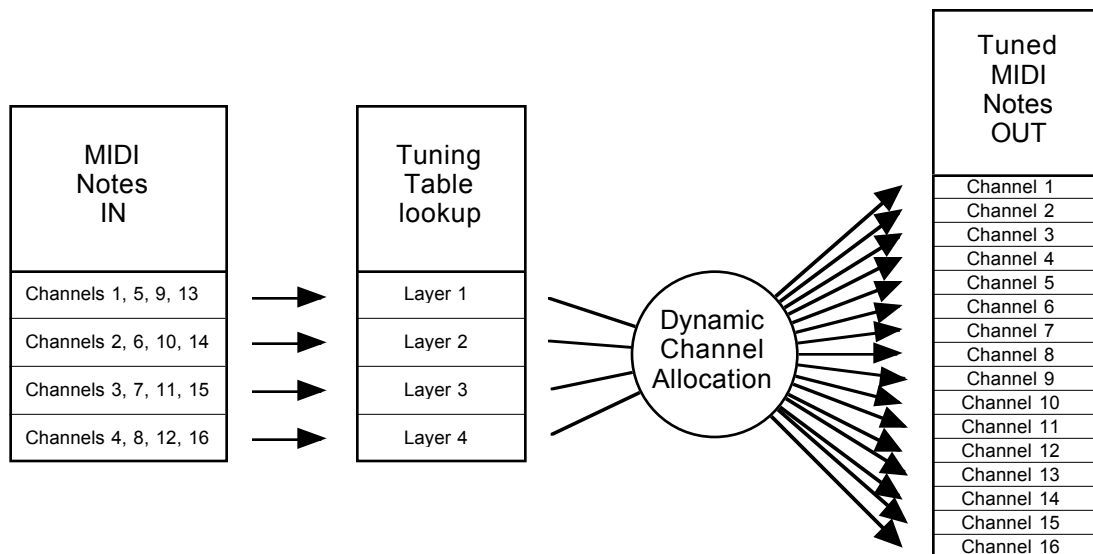 MIDI
Notes
IN
Channels 1, 5, 9, 13
Channels 2, 6, 10, 14
Channels 3, 7, 11, 15
Channels 4, 8, 12, 16
Tuning
Table
lookup
Layer 1
Layer 2
Layer 3
Layer 4
Dynamic
Channel
Allocation
Tuned
MIDI
Notes
OUT
Channel 1
Channel 2
Channel 3
Channel 4
Channel 5
Channel 6
Channel 7
Channel 8
Channel 9
Channel 10
Channel 11
Channel 12
Channel 13
Channel 14
Channel 15
Channel 16